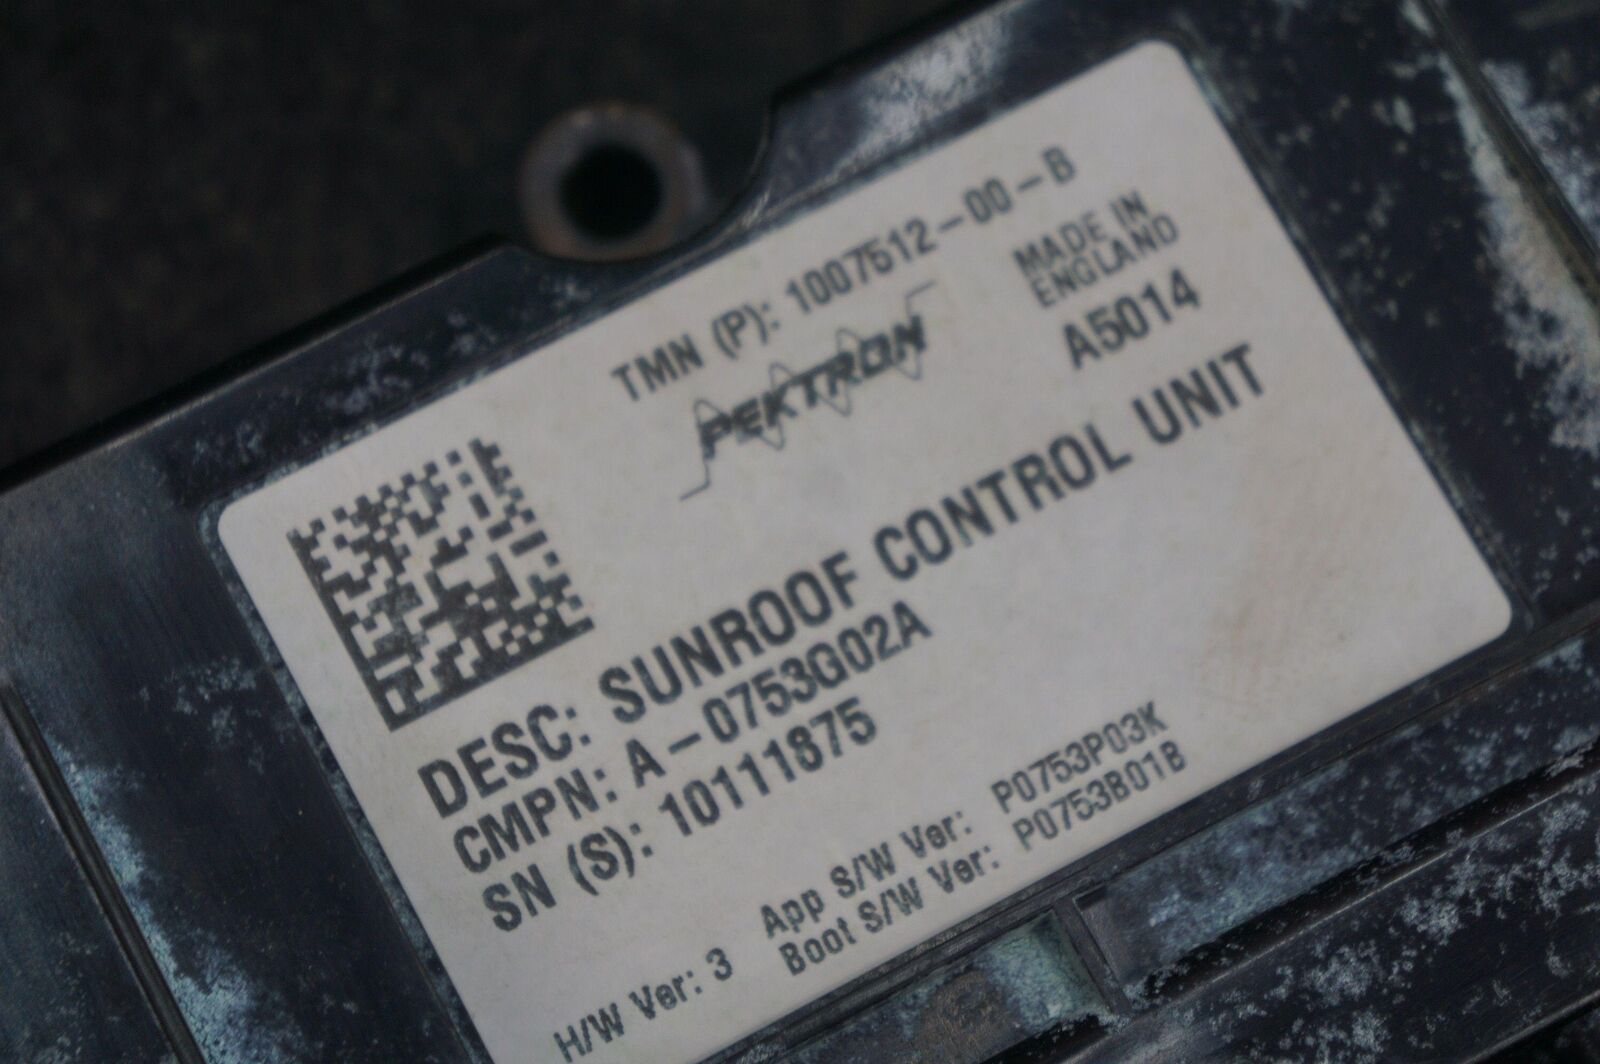 TMN (P): 1007512-00-B
PEKTRON
MADE IN
ENGLAND
A5014
DESC: SUNROOF CONTROL UNIT
CMPN: A-0753G02A
SN (S): 10111875
H/W Ver: 3
App S/W Ver: P0753P03K
Boot S/W Ver: P0753B01B